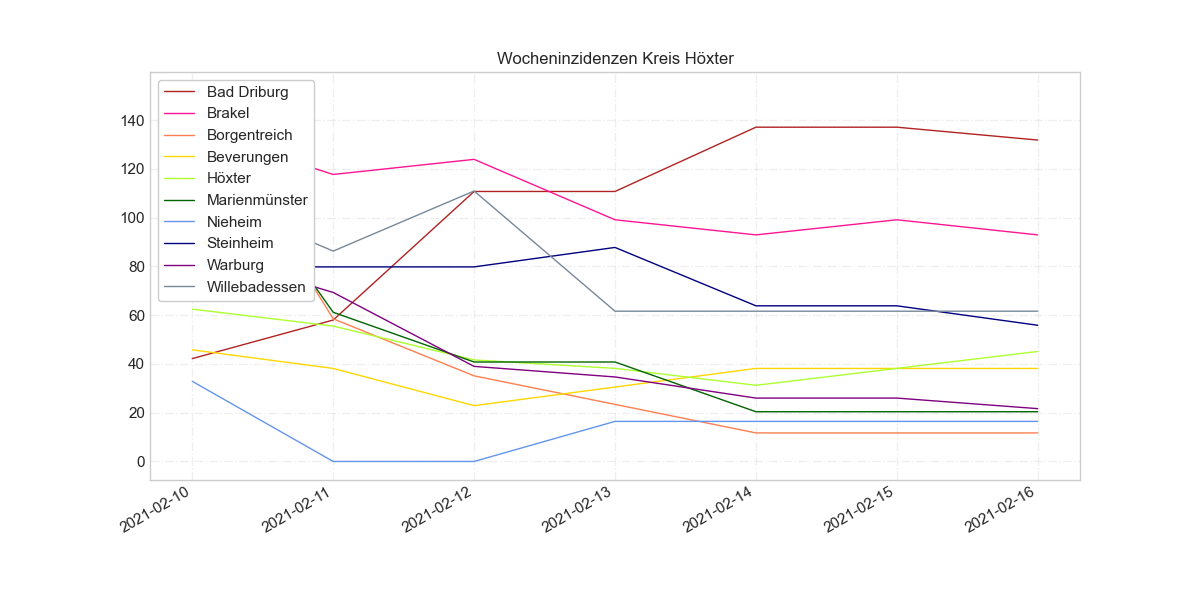 Wocheninzidenzen Kreis Höxter
Bad Driburg
Brakel
Borgentreich
Beverungen
Höxter
Marienmünster
Nieheim
Steinheim
Warburg
Willebadessen
140
120
100
80
60
40
20
0
2021-02-10
2021-02-11
2021-02-12
2021-02-13
2021-02-14
2021-02-15
2021-02-16